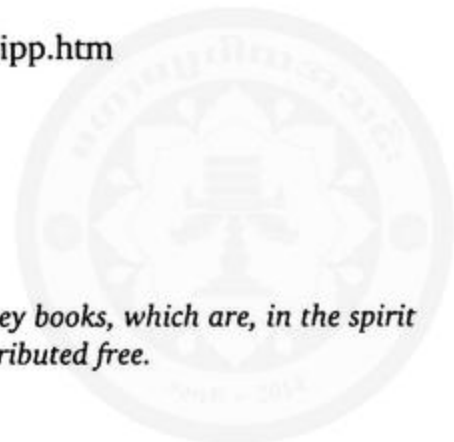 ipp.htm
ey books, which are, in the spirit
ributed free.